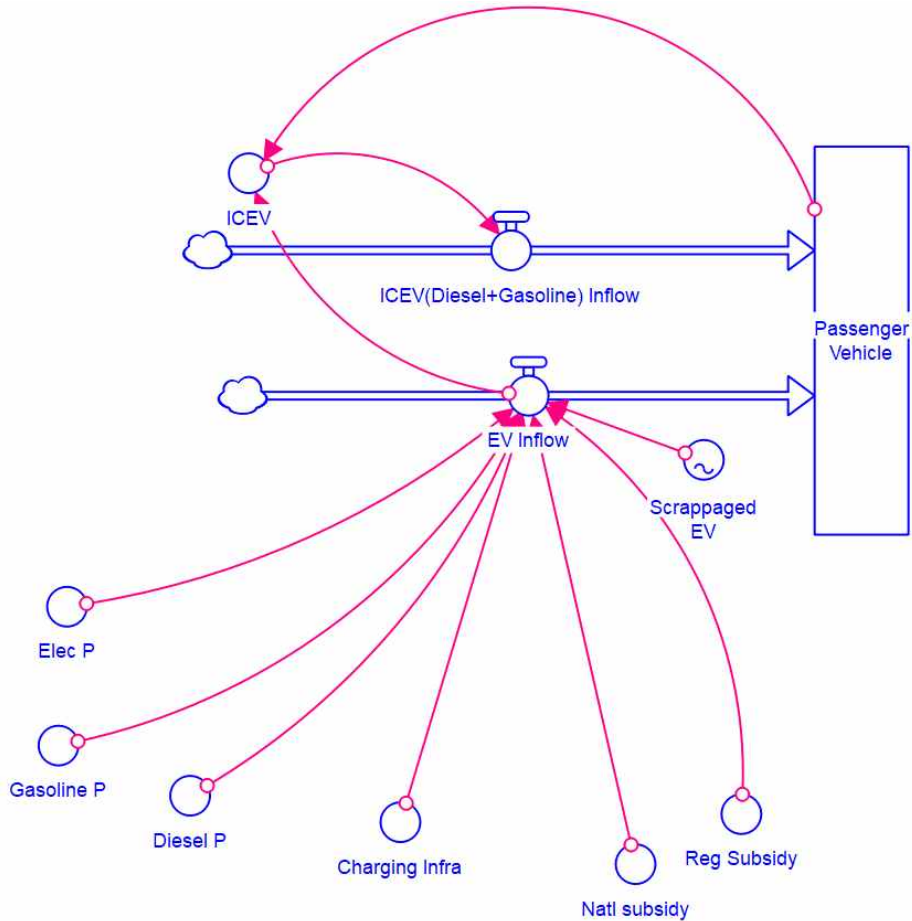 ICEV
ICEV(Diesel+Gasoline) Inflow
Passenger
Vehicle
EV Inflow
Scrappaged
EV
Elec P
Gasoline P
Diesel P
Charging Infra
Reg Subsidy
Natl subsidy